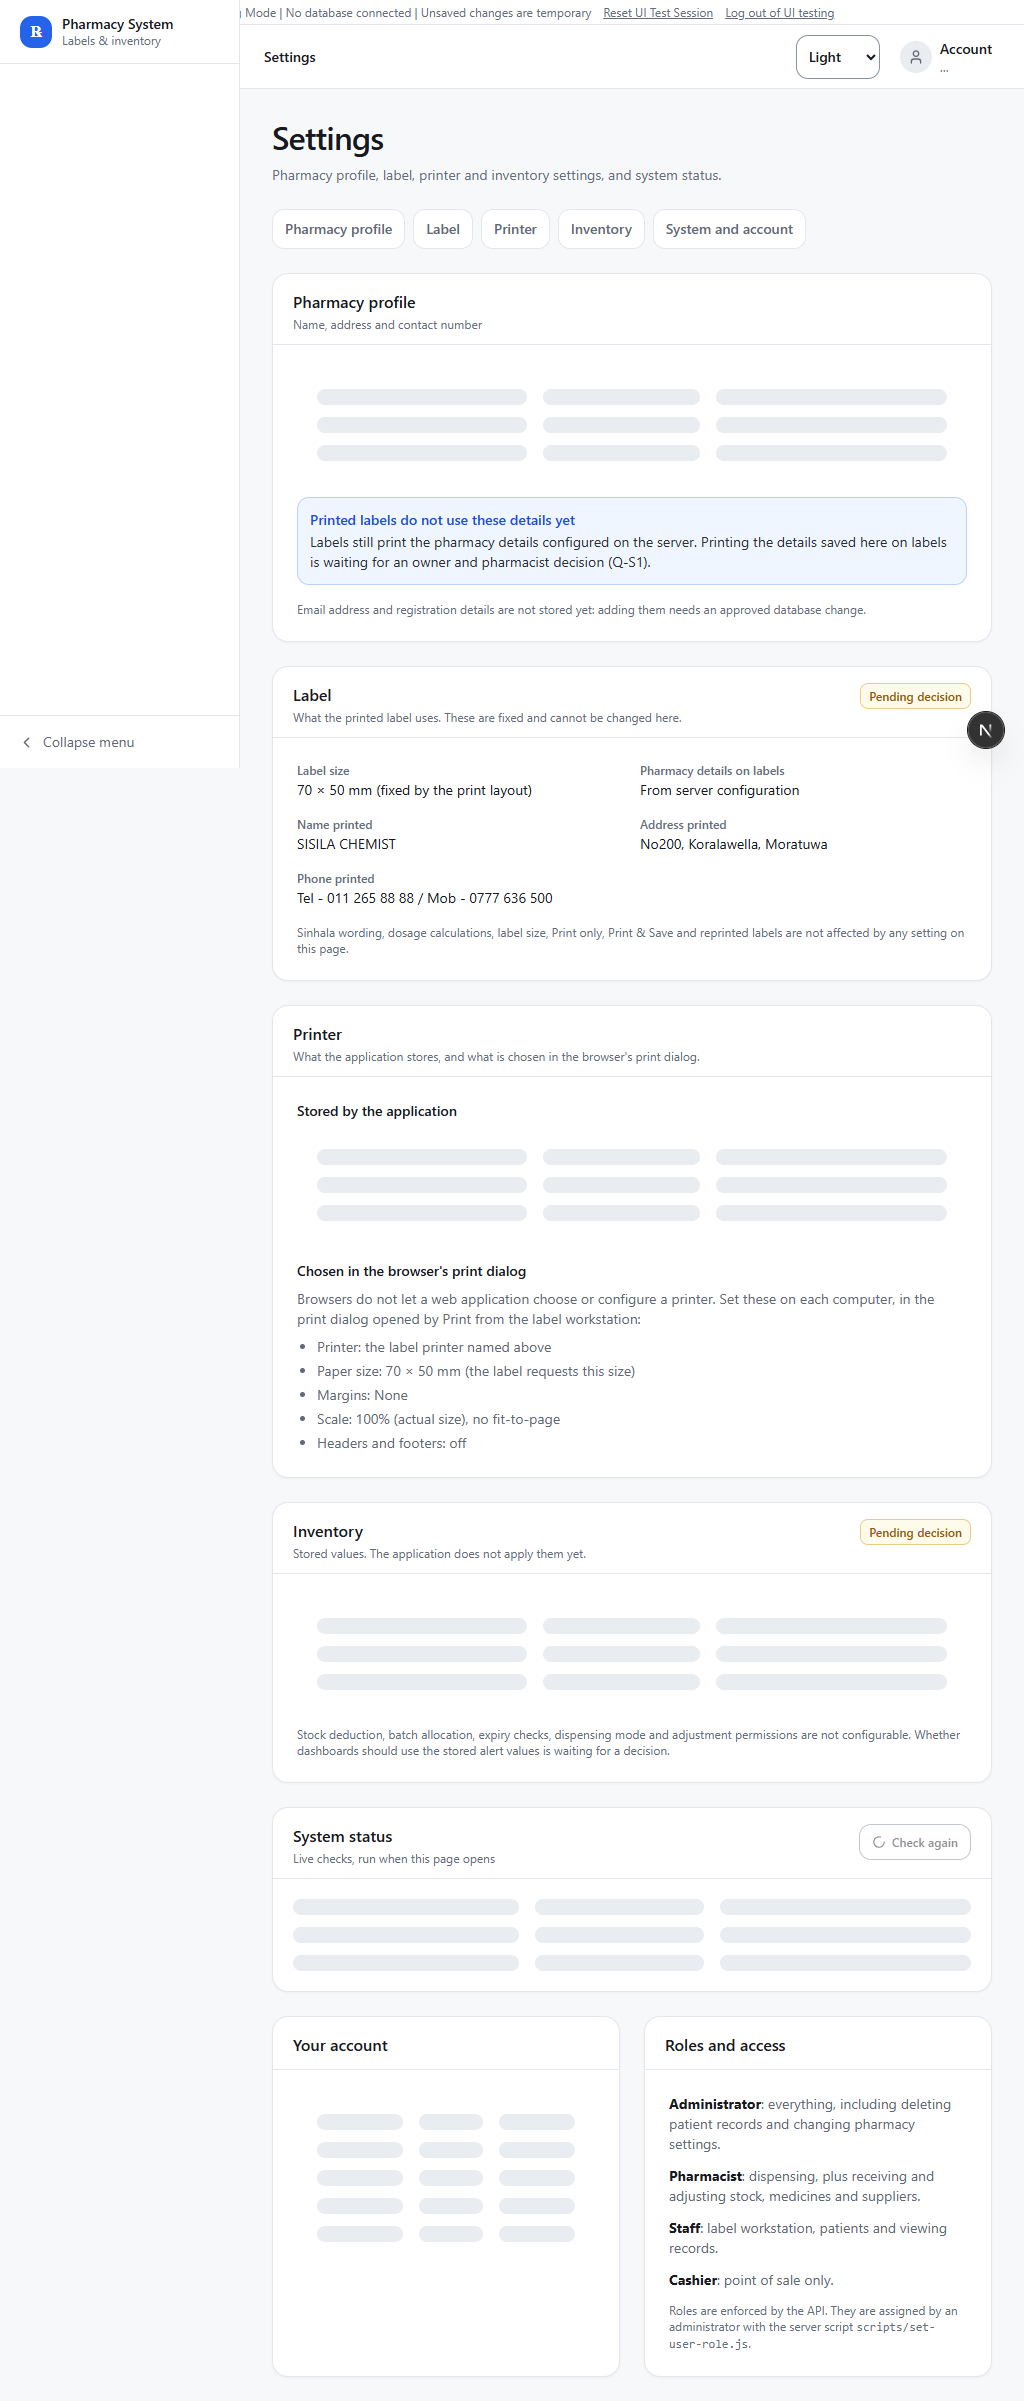 Pharmacy System
Labels & inventory
Mode | No database connected | Unsaved changes are temporary Reset UI Test Session Log out of UI testing
Settings
Light
Account
...
Settings
Pharmacy profile, label, printer and inventory settings, and system status.
Pharmacy profile Label Printer Inventory System and account
Pharmacy profile
Name, address and contact number
Printed labels do not use these details yet
Labels still print the pharmacy details configured on the server. Printing the details saved here on labels
is waiting for an owner and pharmacist decision (Q-S1).
Email address and registration details are not stored yet: adding them needs an approved database change.
Label
Pending decision
What the printed label uses. These are fixed and cannot be changed here.
Collapse menu
N
Label size
70 × 50 mm (fixed by the print layout)
Pharmacy details on labels
From server configuration
Name printed
SISILA CHEMIST
Address printed
No200, Koralawella, Moratuwa
Phone printed
Tel - 011 265 88 88 / Mob - 0777 636 500
Sinhala wording, dosage calculations, label size, Print only, Print & Save and reprinted labels are not affected by any setting on
this page.
Printer
What the application stores, and what is chosen in the browser's print dialog.
Stored by the application
Chosen in the browser's print dialog
Browsers do not let a web application choose or configure a printer. Set these on each computer, in the
print dialog opened by Print from the label workstation:
• Printer: the label printer named above
• Paper size: 70 × 50 mm (the label requests this size)
• Margins: None
• Scale: 100% (actual size), no fit-to-page
• Headers and footers: off
Inventory
Pending decision
Stored values. The application does not apply them yet.
Stock deduction, batch allocation, expiry checks, dispensing mode and adjustment permissions are not configurable. Whether
dashboards should use the stored alert values is waiting for a decision.
System status
Check again
Live checks, run when this page opens
Your account
Roles and access
Administrator: everything, including deleting
patient records and changing pharmacy
settings.
Pharmacist: dispensing, plus receiving and
adjusting stock, medicines and suppliers.
Staff: label workstation, patients and viewing
records.
Cashier: point of sale only.
Roles are enforced by the API. They are assigned by an
administrator with the server script scripts/set-
user-role.js.